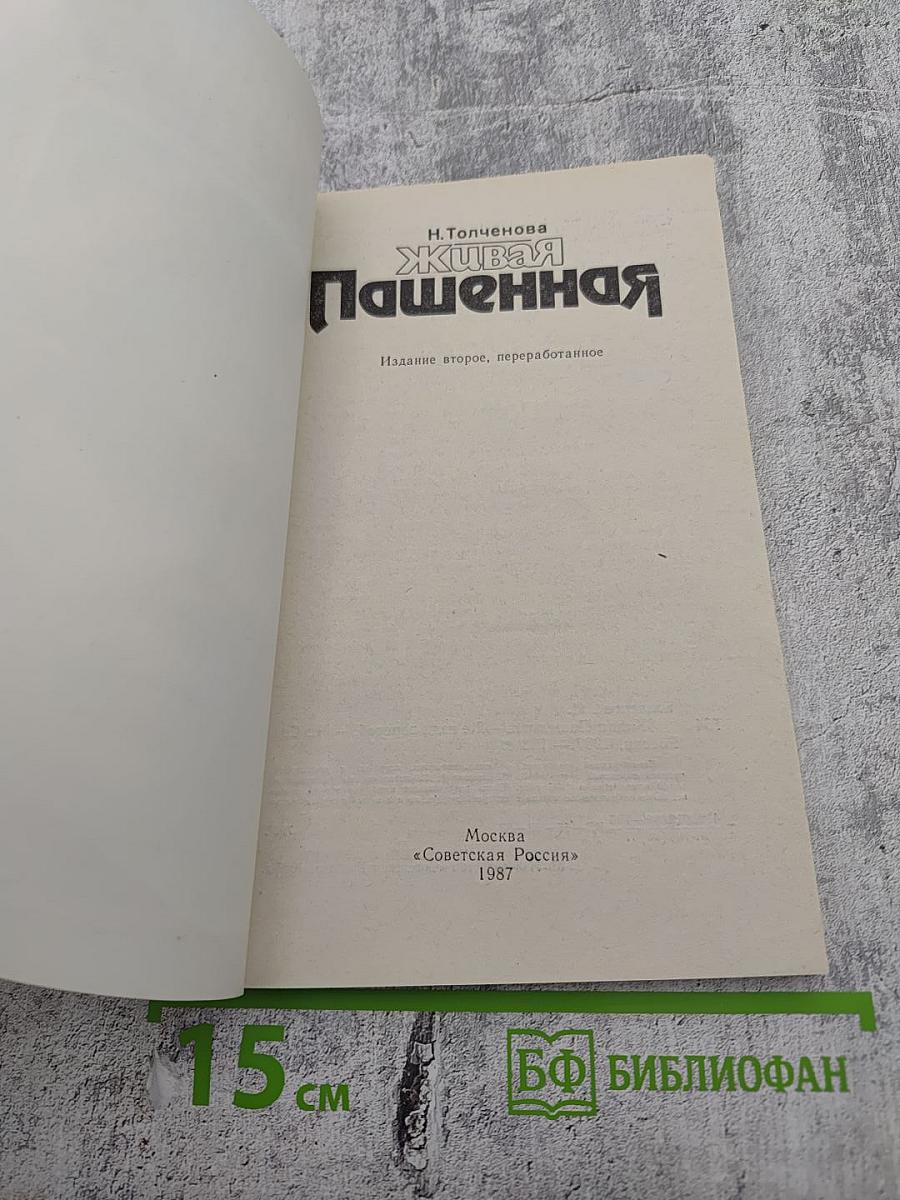 Н. Толченова
Живая
Пашенная
Издание второе, переработанное
Москва
«Советская Россия»
1987
15 см
БФ БИБЛИОФАН